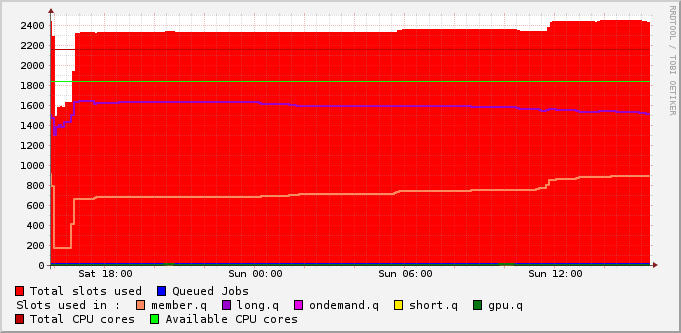 RRDTOOL / TOBI OETIKER
2400
2200
2000
1800
1600
1400
1200
1000
800
600
400
200
0
Sat 18:00 Sun 00:00 Sun 06:00 Sun 12:00
Total slots used Queued Jobs
Slots used in : member.q long.q ondemand.q short.q gpu.q
Total CPU cores Available CPU cores